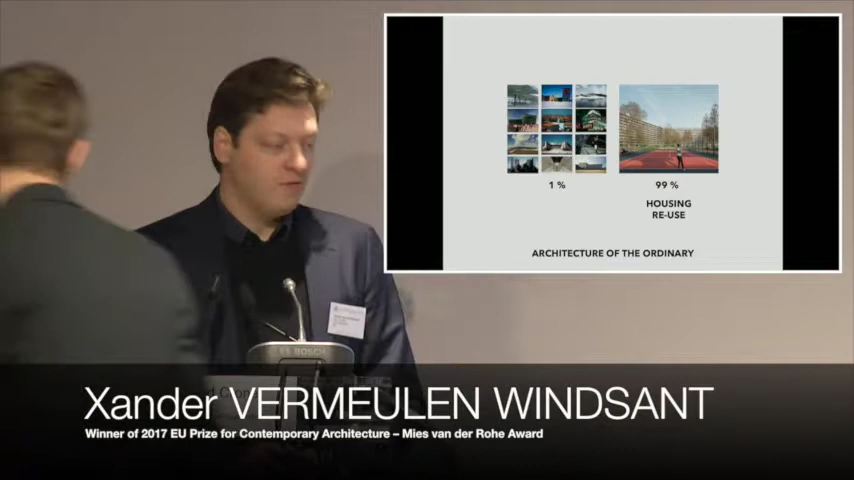 1 %
99 %
HOUSING
RE-USE
ARCHITECTURE OF THE ORDINARY
BOSCH
Xander VERMEULEN WINDSANT
Winner of 2017 EU Prize for Contemporary Architecture – Mies van der Rohe Award